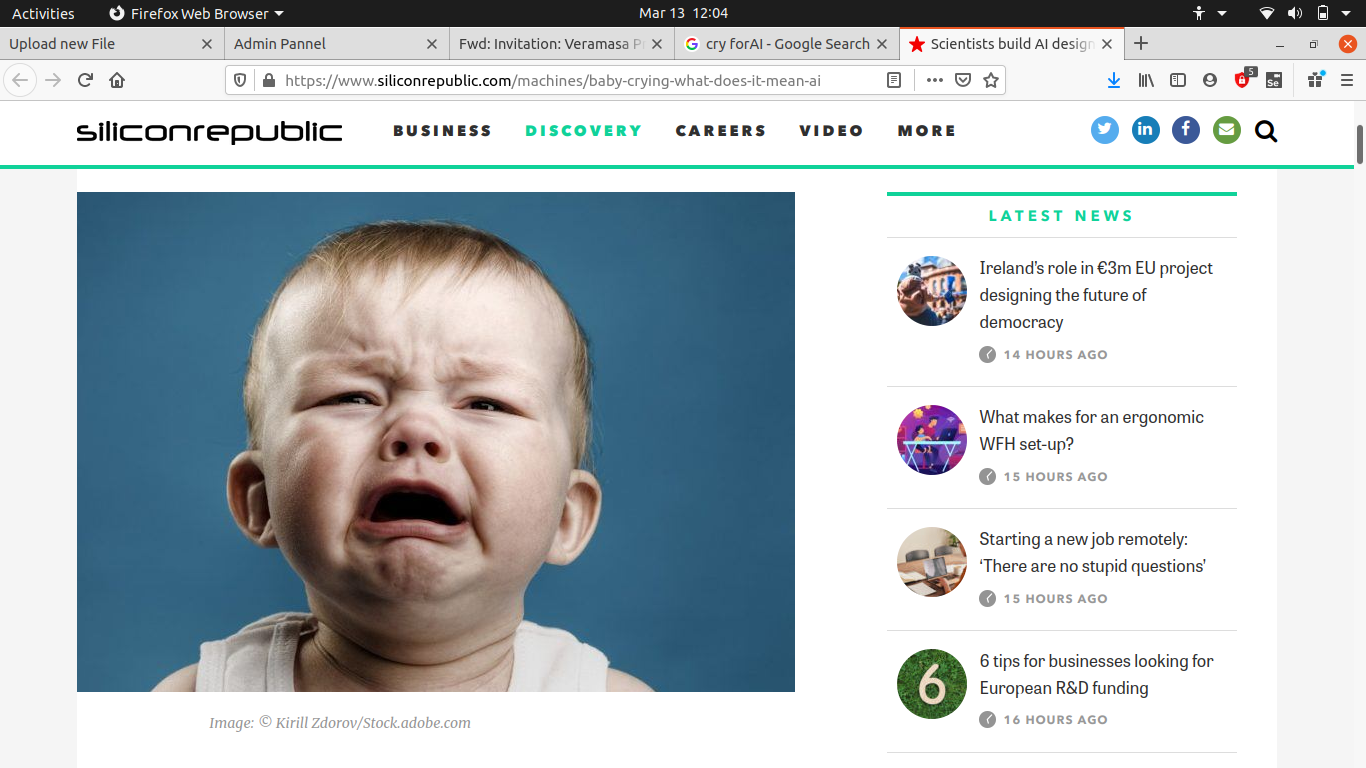 Activities
Firefox Web Browser
Mar 13 12:04
Upload new File
Admin Pannel
Fwd: Invitation: Veramasa P
cry forAI - Google Search
Scientists build AI design
https://www.siliconrepublic.com/machines/baby-crying-what-does-it-mean-ai
5
Se
siliconrepublic
BUSINESS
DISCOVERY
CAREERS
VIDEO
MORE
Image: © Kirill Zdorov/Stock.adobe.com
LATEST NEWS
Ireland’s role in €3m EU project
designing the future of
democracy
14 HOURS AGO
What makes for an ergonomic
WFH set-up?
15 HOURS AGO
Starting a new job remotely:
‘There are no stupid questions’
15 HOURS AGO
6
6 tips for businesses looking for
European R&D funding
16 HOURS AGO